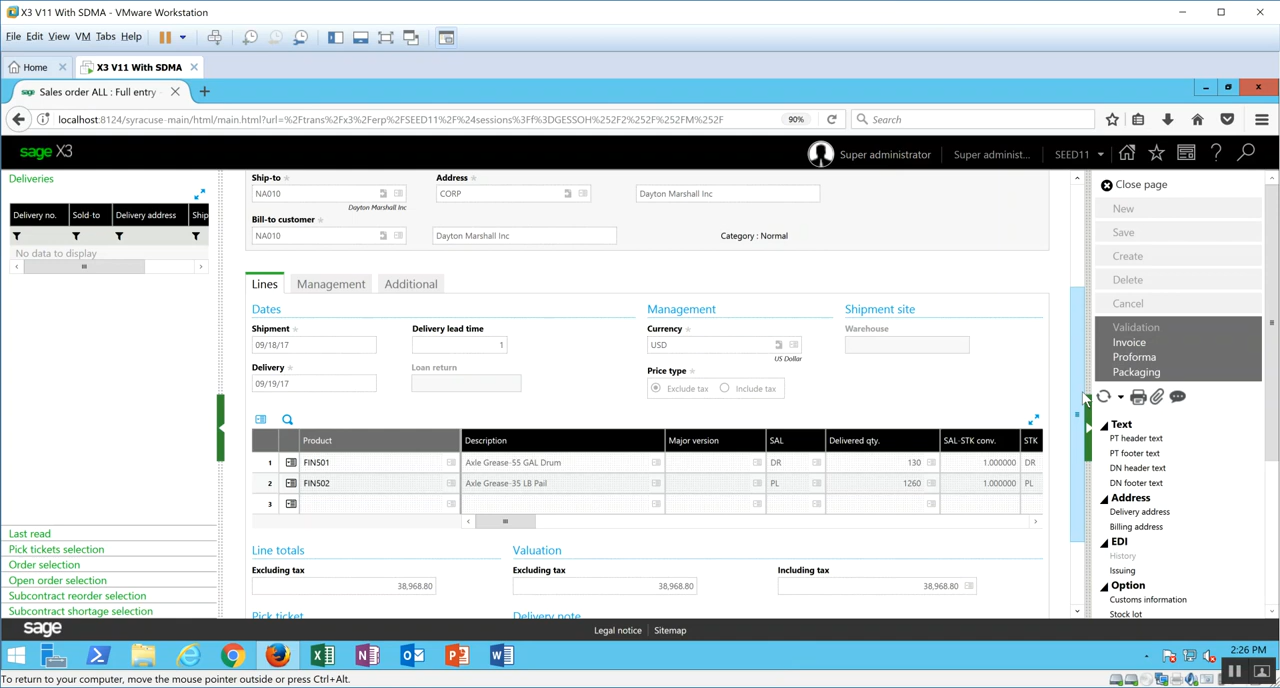 X3 V11 With SDMA - VMware Workstation
File Edit View VM Tabs Help
Home
X3 V11 With SDMA
sage Sales order ALL : Full entry
localhost:8124/syracuse-main/html/main.html?url=%2Ftrans%2Fx3%2Ferp%2FSEED11%2F%24sessions%3Ff%3DGESSOH%252F2%252F%252FM%252F
90%
Search
sage X3
Super administrator
Super administ...
SEED11
Deliveries
Delivery no. Sold-to Delivery address Ship
No data to display
Last read
Pick tickets selection
Order selection
Open order selection
Subcontract reorder selection
Subcontract shortage selection
Ship-to
Address
NA010
CORP
Dayton Marshall Inc
Dayton Marshall Inc
Bill-to customer
NA010
Dayton Marshall Inc
Category : Normal
Lines Management Additional
Dates
Management
Shipment site
Shipment
Delivery lead time
Currency
Warehouse
09/18/17
1
USD
US Dollar
Delivery
Loan return
Price type
09/19/17
Exclude tax Include tax
Product Description Major version SAL Delivered qty. SAL-STK conv. STK
1 FIN501 Axle Grease-55 GAL Drum DR 130 1.000000 DR
2 FIN502 Axle Grease-35 LB Pail PL 1260 1.000000 PL
3
Line totals
Valuation
Excluding tax
Excluding tax
Including tax
38,968.80
38,968.80
38,968.80
Pick ticket
Delivery note
Close page
New
Save
Create
Delete
Cancel
Validation
Invoice
Proforma
Packaging
Text
PT header text
PT footer text
DN header text
DN footer text
Address
Delivery address
Billing address
EDI
History
Issuing
Option
Customs information
Stock lot
sage
Legal notice
Sitemap
2:26 PM
To return to your computer, move the mouse pointer outside or press Ctrl+Alt.